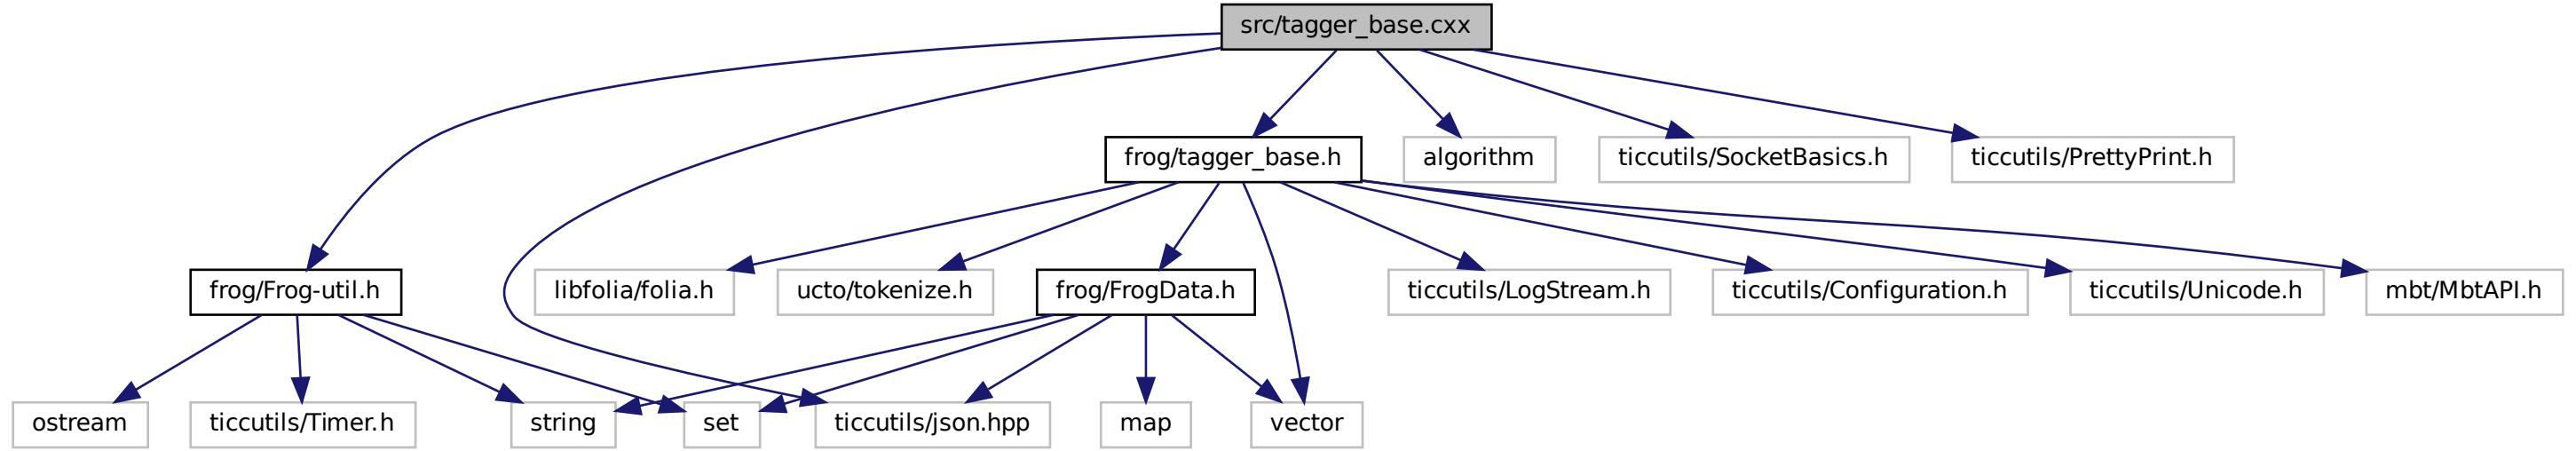 src/tagger_base.cxx
frog/tagger_base.h
algorithm
ticcutils/SocketBasics.h
ticcutils/PrettyPrint.h
frog/Frog-util.h
libfolia/folia.h
ucto/tokenize.h
frog/FrogData.h
ticcutils/LogStream.h
ticcutils/Configuration.h
ticcutils/Unicode.h
mbt/MbtAPI.h
ostream
ticcutils/Timer.h
string
set
ticcutils/json.hpp
map
vector